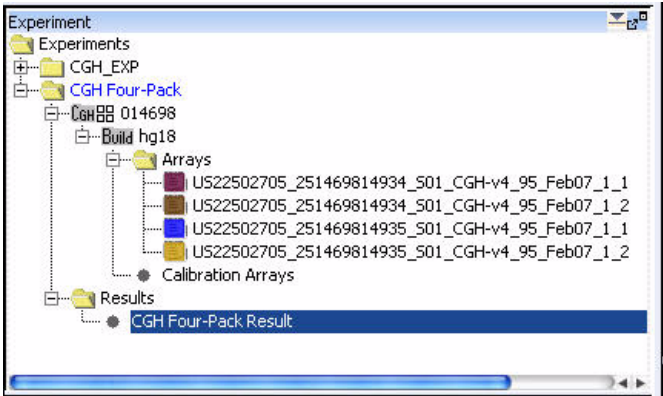 Experiment
Experiments
CGH_EXP
CGH Four-Pack
CGH 014698
Build hg18
Arrays
US22502705_251469814934_S01_CGH-v4_95_Feb07_1_1
US22502705_251469814934_S01_CGH-v4_95_Feb07_1_2
US22502705_251469814935_S01_CGH-v4_95_Feb07_1_1
US22502705_251469814935_S01_CGH-v4_95_Feb07_1_2
Calibration Arrays
Results
CGH Four-Pack Result